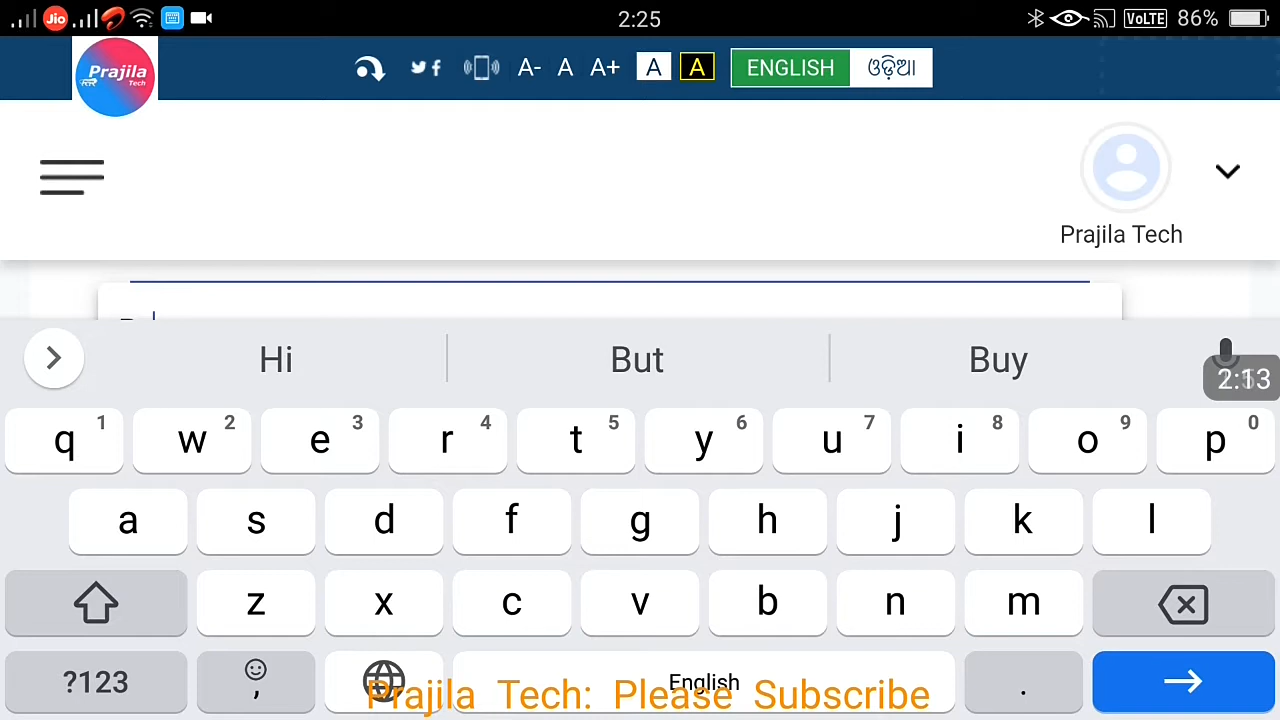 2:25 VoLTE 86%
Prajila
RR Tech
A- A A+ A A ENGLISH ଓଡ଼ିଆ
Prajila Tech
Hi But Buy
2:13
q 1 w 2 e 3 r 4 t 5 y 6 u 7 i 8 o 9 p 0
a s d f g h j k l
z x c v b n m
?123 , English .
Prajila Tech: Please Subscribe